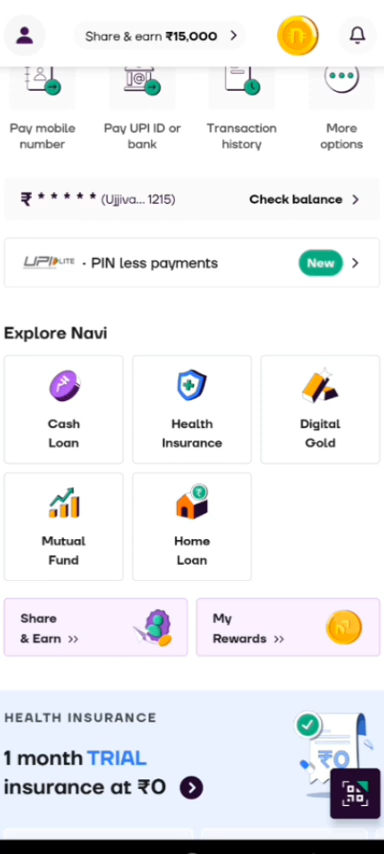 Share & earn ₹15,000
Pay mobile
number
Pay UPI ID or
bank
Transaction
history
More
options
₹ * * * * * (Ujjiva... 1215)
Check balance
UPI LITE · PIN less payments
New
Explore Navi
Cash
Loan
Health
Insurance
Digital
Gold
Mutual
Fund
Home
Loan
Share
& Earn >>
My
Rewards >>
HEALTH INSURANCE
1 month TRIAL
insurance at ₹0
₹0